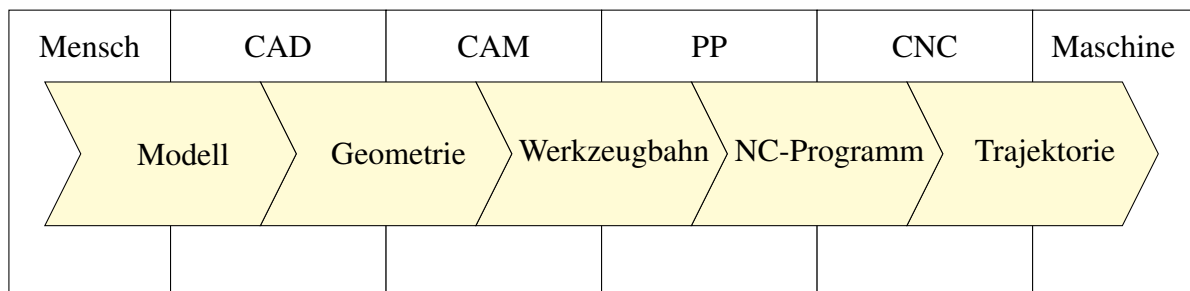 Mensch CAD CAM PP CNC Maschine
Modell Geometrie Werkzeugbahn NC-Programm Trajektorie